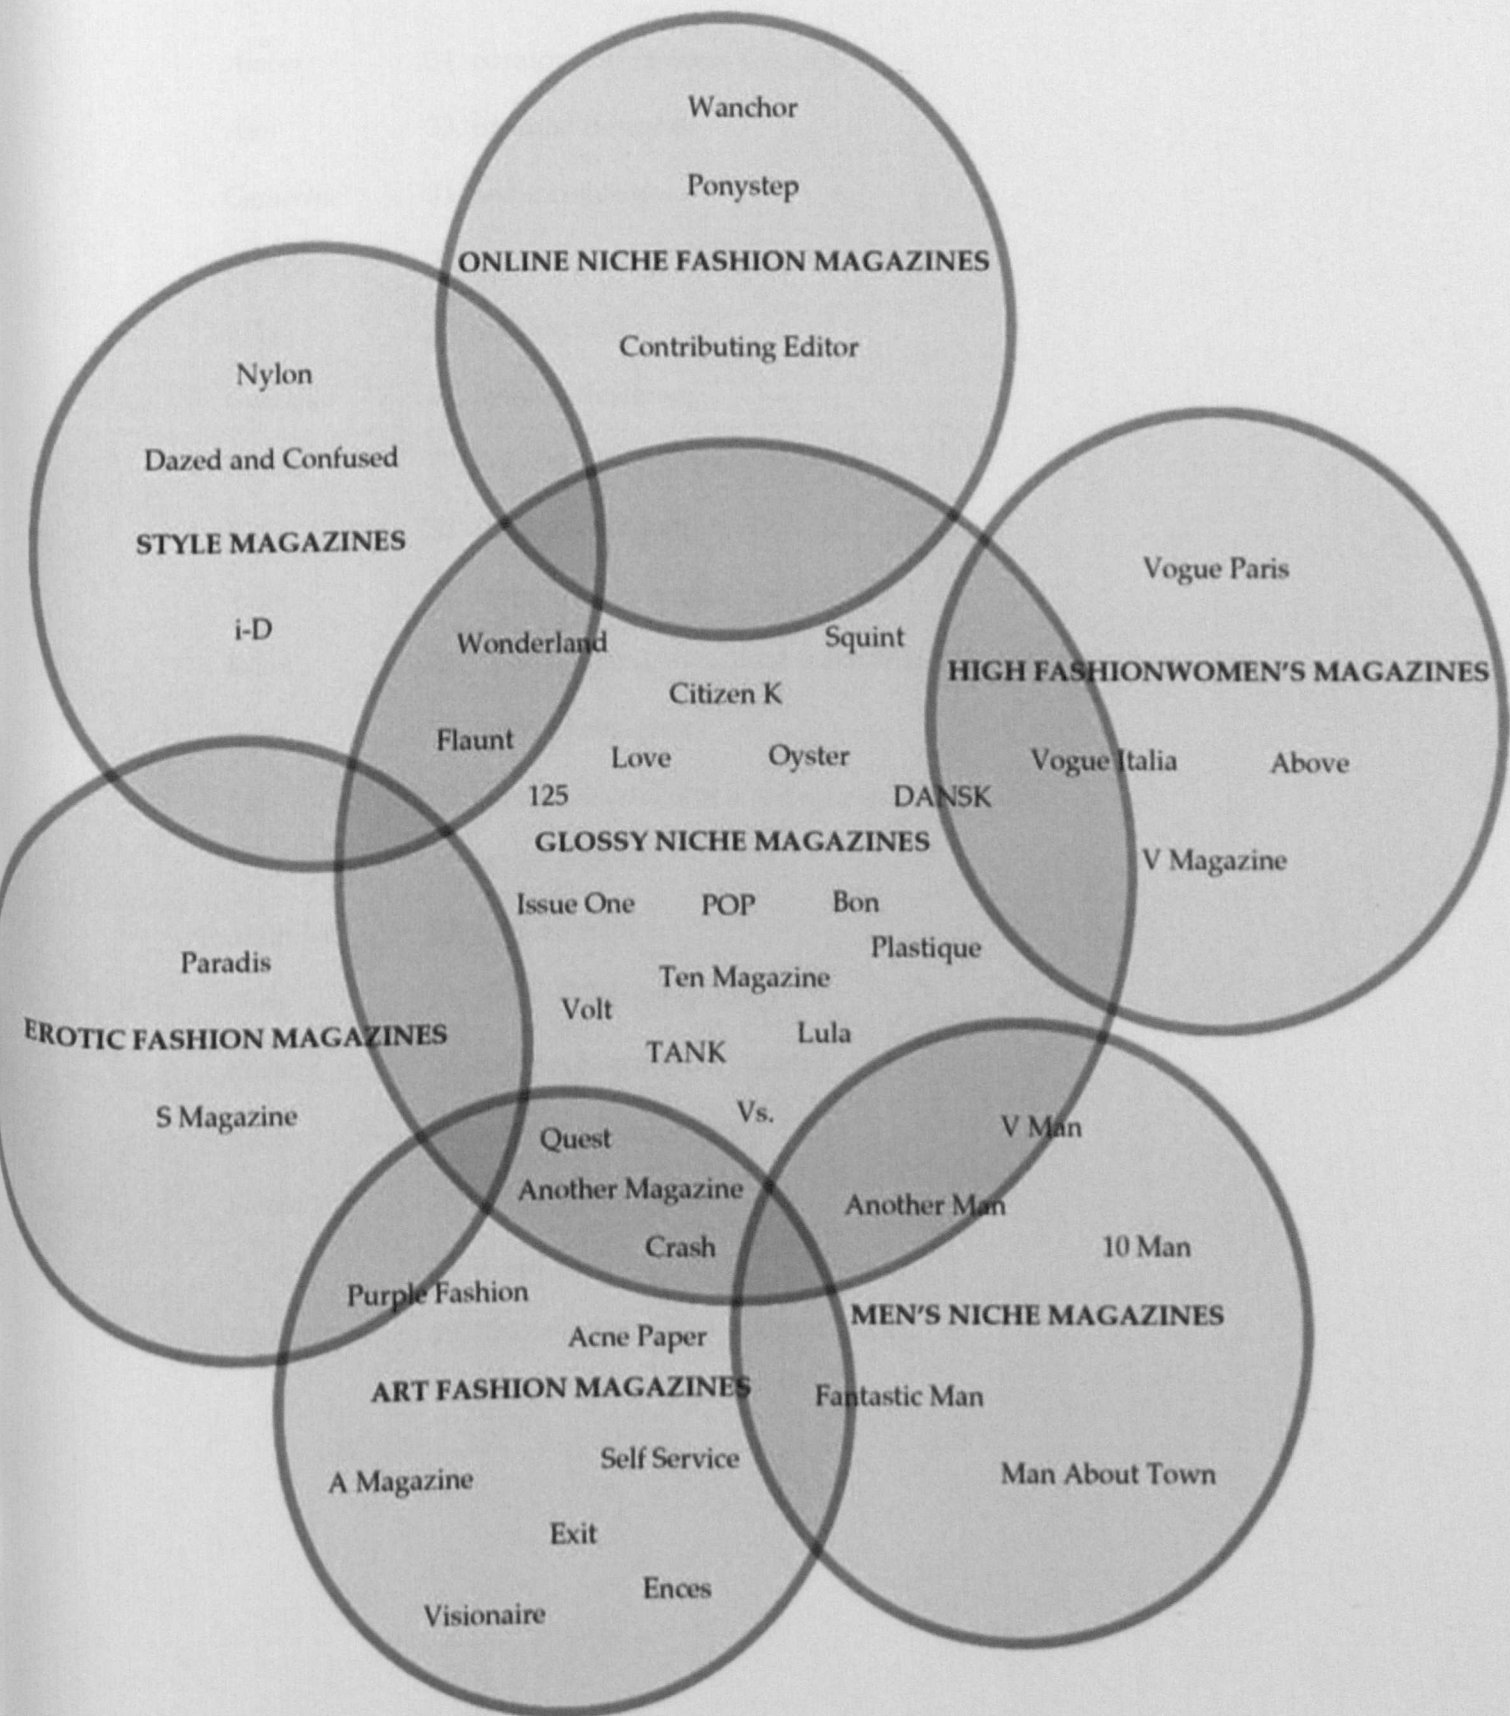 Wanchor
Ponystep
ONLINE NICHE FASHION MAGAZINES
Contributing Editor
Nylon
Dazed and Confused
STYLE MAGAZINES
i-D
Wonderland
Flaunt
Vogue Paris
HIGH FASHIONWOMEN'S MAGAZINES
Vogue Italia
Above
V Magazine
Squint
Citizen K
Love
Oyster
125
DANSK
GLOSSY NICHE MAGAZINES
Issue One
POP
Bon
Plastique
Ten Magazine
Volt
Lula
TANK
Vs.
Paradis
EROTIC FASHION MAGAZINES
S Magazine
Quest
Another Magazine
Crash
Purple Fashion
Acne Paper
ART FASHION MAGAZINES
Self Service
A Magazine
Exit
Ences
Visionaire
V Man
Another Man
10 Man
MEN'S NICHE MAGAZINES
Fantastic Man
Man About Town